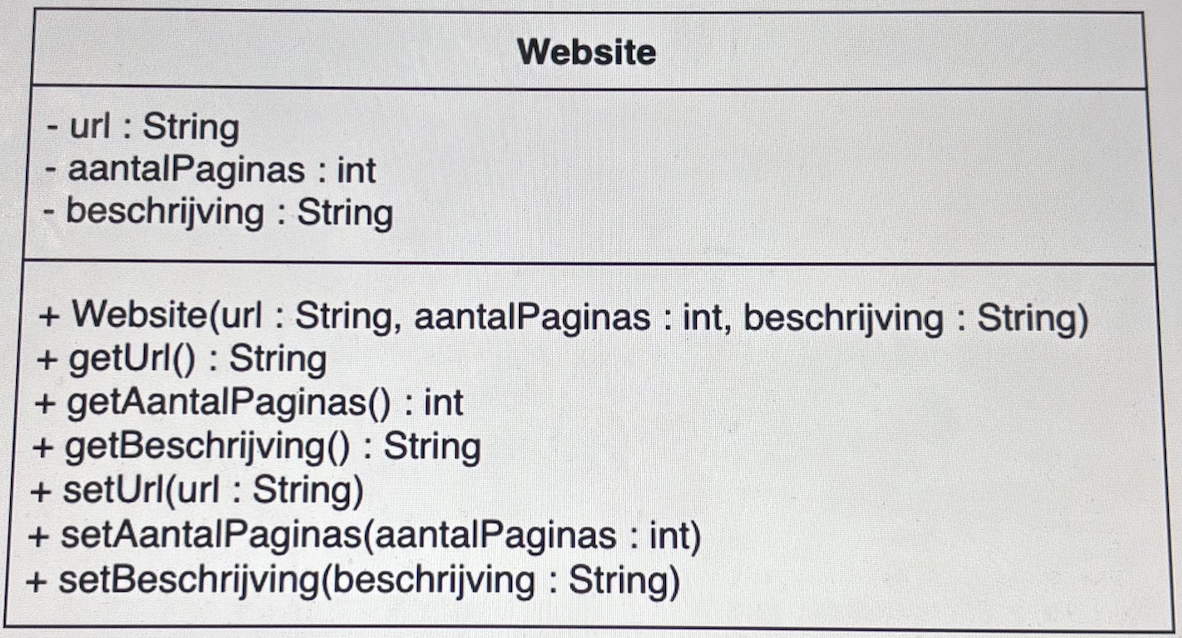 Website
- url : String
- aantalPaginas : int
- beschrijving : String
+ Website(url : String, aantalPaginas : int, beschrijving : String)
+ getUrl() : String
+ getAantalPaginas() : int
+ getBeschrijving() : String
+ setUrl(url : String)
+ setAantalPaginas(aantalPaginas : int)
+ setBeschrijving(beschrijving : String)